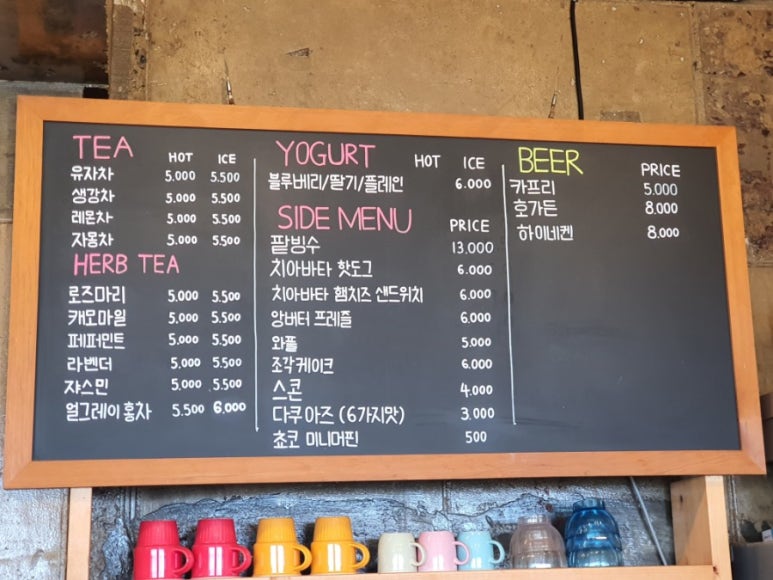 TEA HOT ICE
유자차 5.000 5.500
생강차 5.000 5.500
레몬차 5.000 5.500
자몽차 5.000 5.500
HERB TEA
로즈마리 5.000 5.500
캐모마일 5.000 5.500
페퍼민트 5.000 5.500
라벤더 5.000 5.500
쟈스민 5.000 5.500
얼그레이 홍차 5.500 6.000
YOGURT HOT ICE
블루베리/딸기/플레인 6.000
SIDE MENU PRICE
팥빙수 13.000
치아바타 핫도그 6.000
치아바타 햄치즈 샌드위치 6.000
앙버터 프레즐 6.000
와플 5.000
조각케이크 6.000
스콘 4.000
다쿠아즈 (6가지맛) 3.000
쵸코 미니머핀 500
BEER PRICE
카프리 5.000
호가든 8.000
하이네켄 8.000